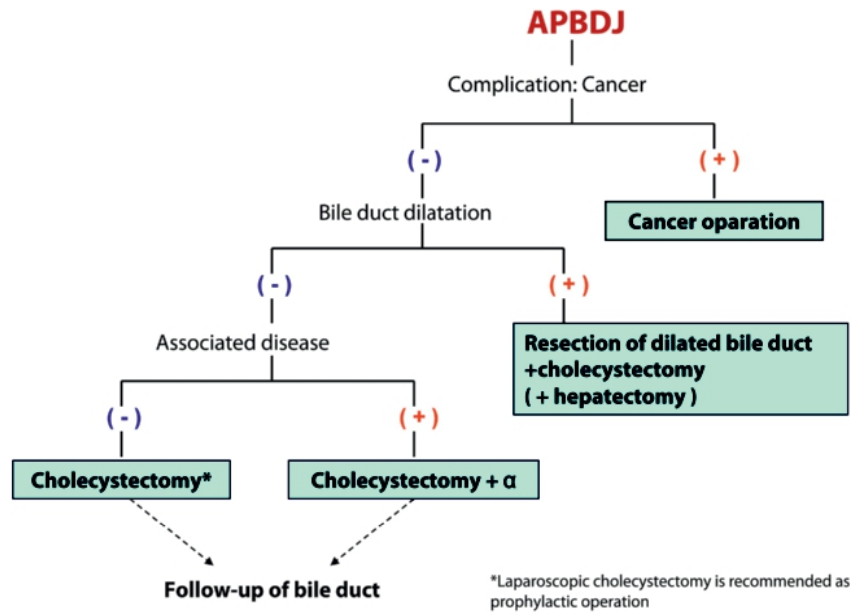 APBDJ
Complication: Cancer
( - )
( + )
Bile duct dilatation
Cancer oparation
( - )
( + )
Associated disease
Resection of dilated bile duct
+cholecystectomy
( + hepatectomy )
( - )
( + )
Cholecystectomy*
Cholecystectomy + α
Follow-up of bile duct
*Laparoscopic cholecystectomy is recommended as
prophylactic operation